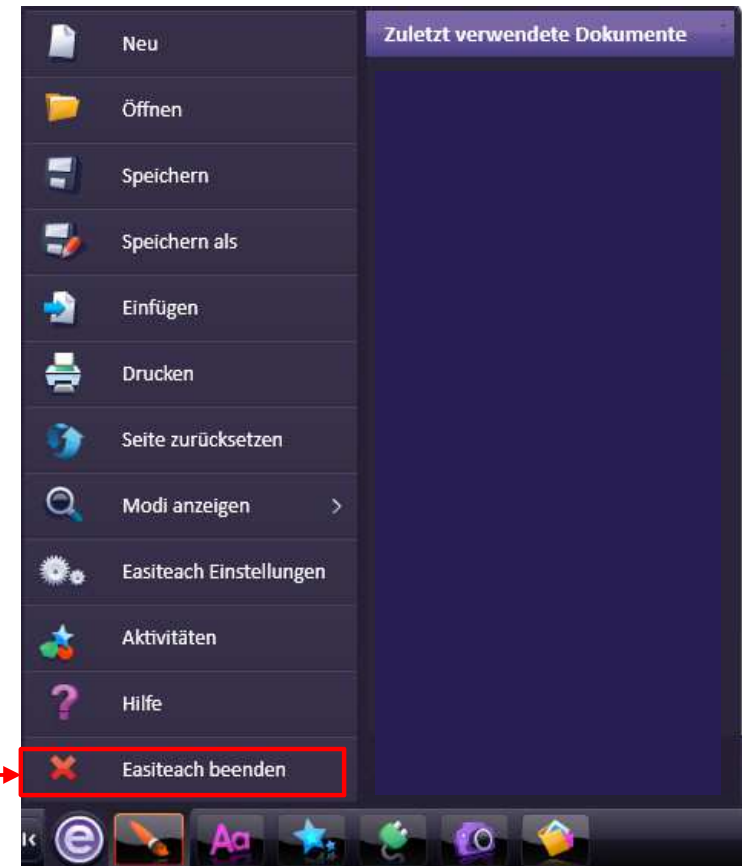 Neu
Zuletzt verwendete Dokumente
Öffnen
Speichern
Speichern als
Einfügen
Drucken
Seite zurücksetzen
Modi anzeigen >
Easiteach Einstellungen
Aktivitäten
? Hilfe
Easiteach beenden
e Aa